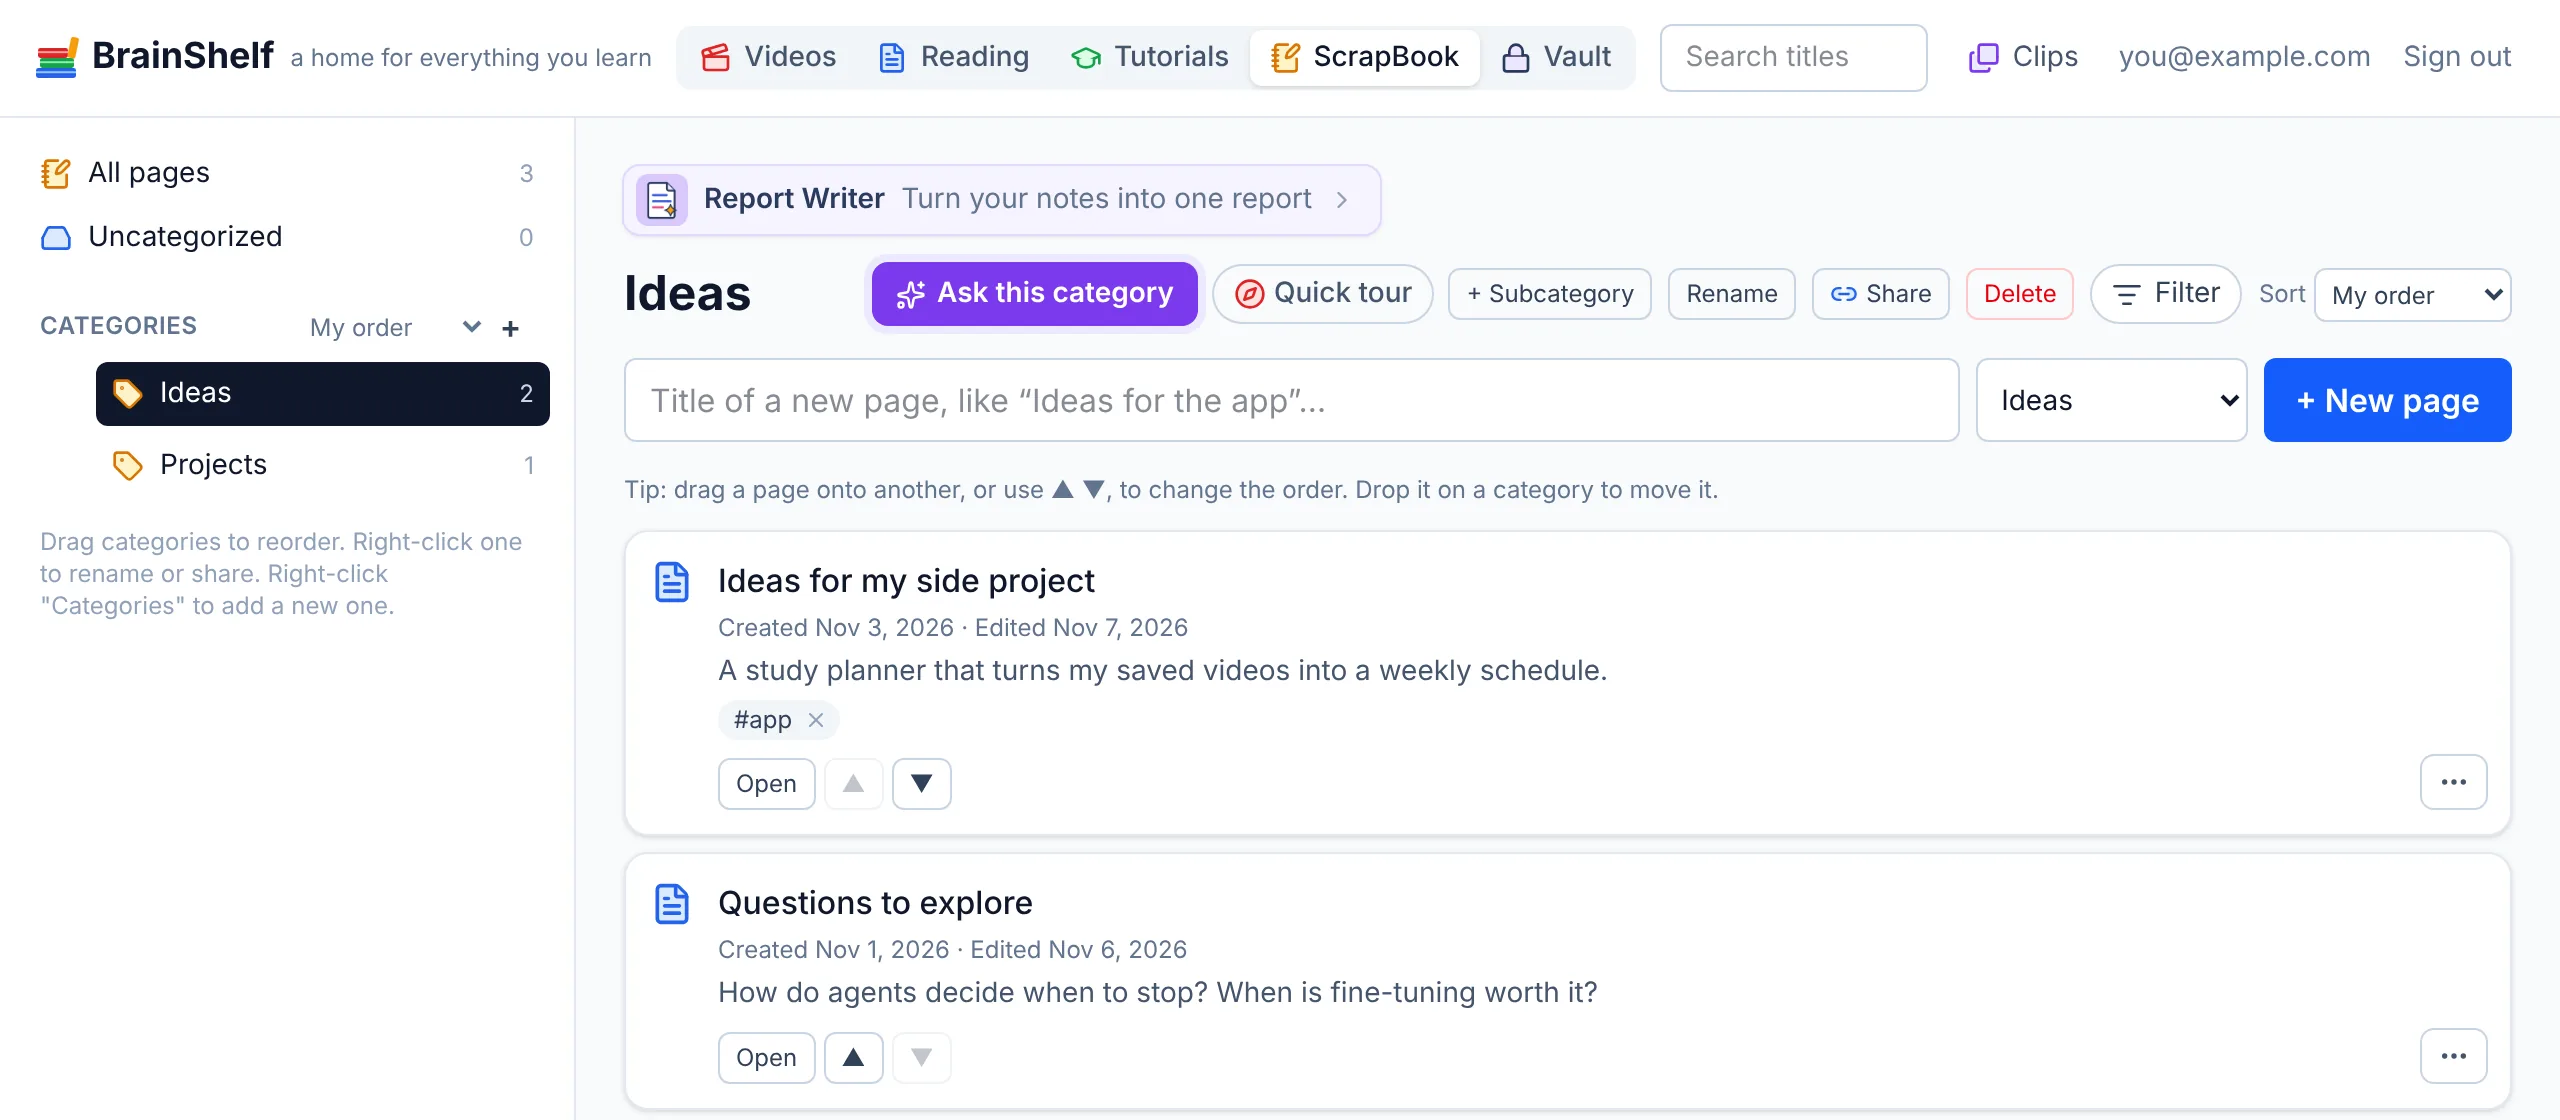 BrainShelf a home for everything you learn Videos Reading Tutorials ScrapBook Vault Search titles Clips you@example.com Sign out
All pages 3
Uncategorized 0
CATEGORIES My order +
Ideas 2
Projects 1
Drag categories to reorder. Right-click one
to rename or share. Right-click
"Categories" to add a new one.
Report Writer Turn your notes into one report
Ideas Ask this category Quick tour + Subcategory Rename Share Delete Filter Sort My order
Title of a new page, like “Ideas for the app”... Ideas + New page
Tip: drag a page onto another, or use ▲ ▼, to change the order. Drop it on a category to move it.
Ideas for my side project
Created Nov 3, 2026 · Edited Nov 7, 2026
A study planner that turns my saved videos into a weekly schedule.
#app ×
Open ▲ ▼ ...
Questions to explore
Created Nov 1, 2026 · Edited Nov 6, 2026
How do agents decide when to stop? When is fine-tuning worth it?
Open ▲ ▼ ...